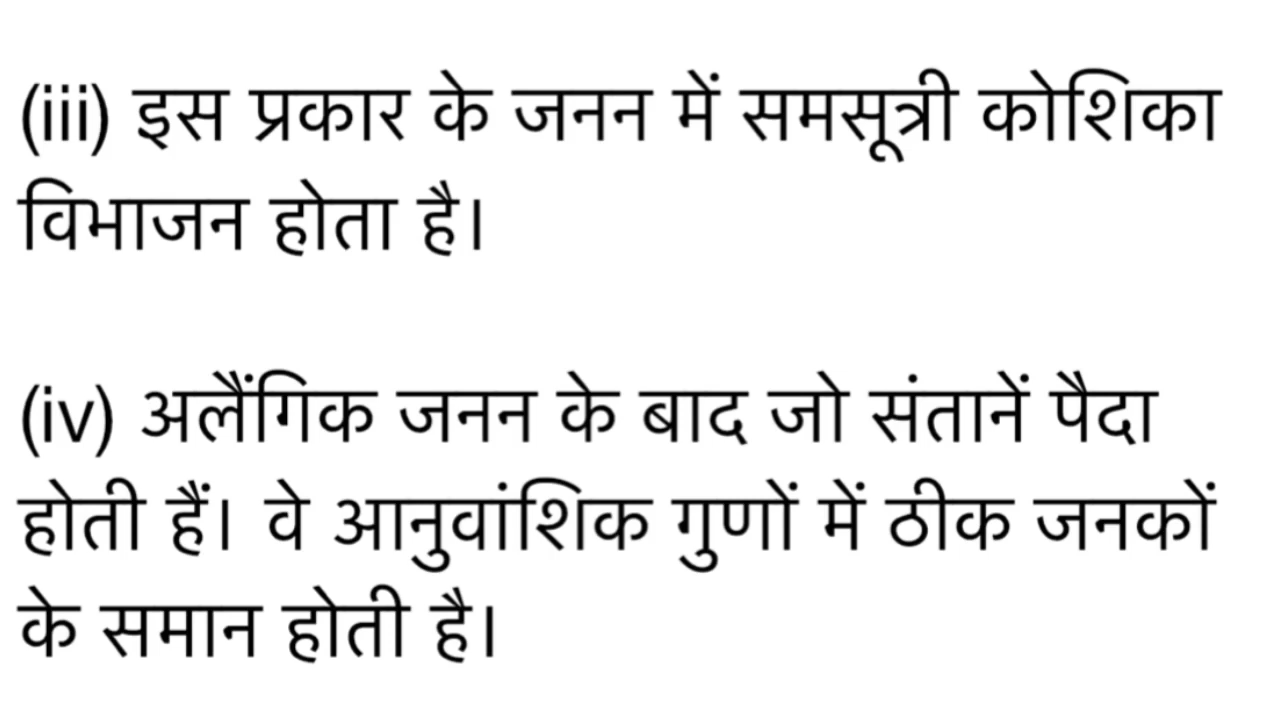 (iii) इस प्रकार के जनन में समसूत्री कोशिका
विभाजन होता है।
(iv) अलैंगिक जनन के बाद जो संतानें पैदा
होती हैं। वे आनुवांशिक गुणों में ठीक जनकों
के समान होती है।